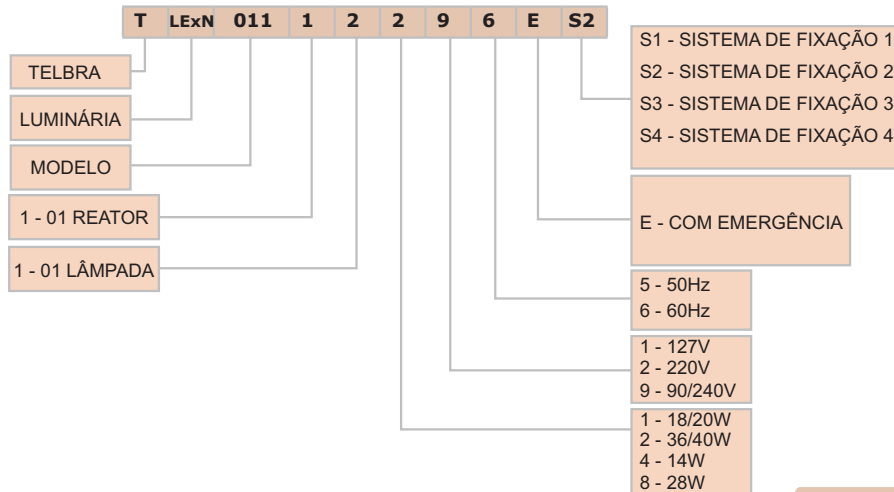 T LExN 011 1 2 2 9 6 E S2
TELBRA
LUMINÁRIA
MODELO
1 - 01 REATOR
1 - 01 LÂMPADA
S1 - SISTEMA DE FIXAÇÃO 1
S2 - SISTEMA DE FIXAÇÃO 2
S3 - SISTEMA DE FIXAÇÃO 3
S4 - SISTEMA DE FIXAÇÃO 4
E - COM EMERGÊNCIA
5 - 50Hz
6 - 60Hz
1 - 127V
2 - 220V
9 - 90/240V
1 - 18/20W
2 - 36/40W
4 - 14W
8 - 28W